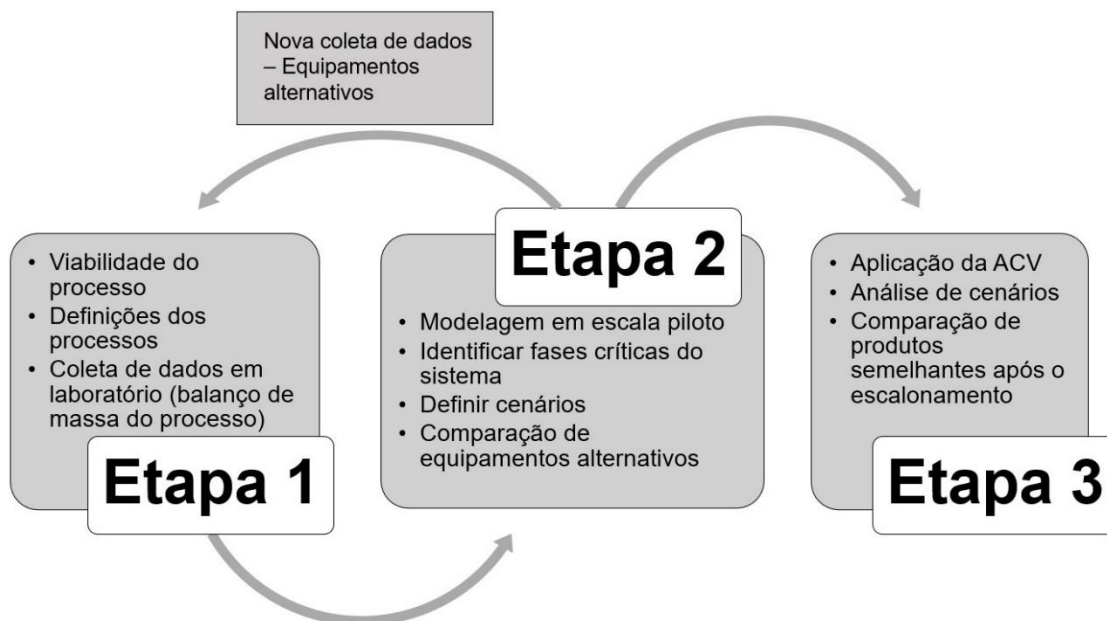 Nova coleta de dados
– Equipamentos
alternativos
• Viabilidade do
processo
• Definições dos
processos
• Coleta de dados em
laboratório (balanço de
massa do processo)
Etapa 1
Etapa 2
• Modelagem em escala piloto
• Identificar fases críticas do
sistema
• Definir cenários
• Comparação de
equipamentos alternativos
• Aplicação da ACV
• Análise de cenários
• Comparação de
produtos
semelhantes após o
escalonamento
Etapa 3